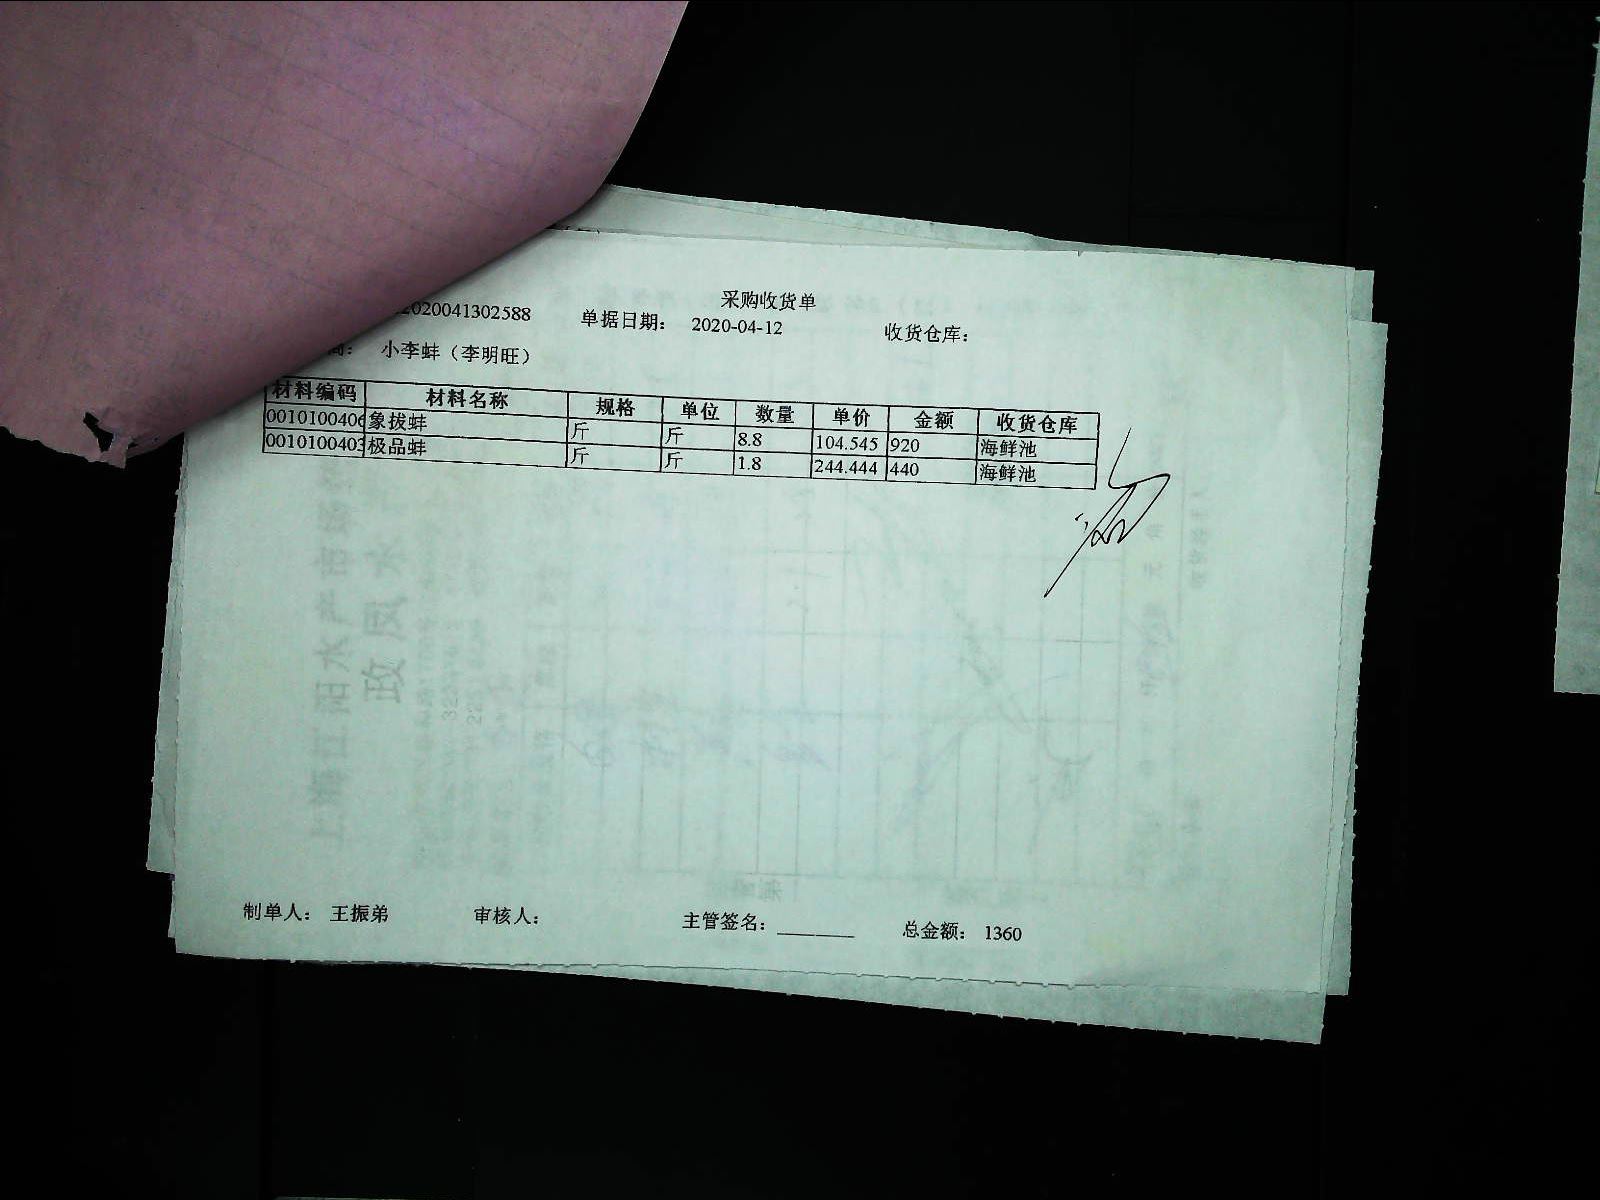 采购收货单
2020041302588 单据日期： 2020-04-12 收货仓库：
商： 小李蚌（李明旺）
材料编码 材料名称 规格 单位 数量 单价 金额 收货仓库
0010100406 象拔蚌 斤 斤 8.8 104.545 920 海鲜池
0010100403 极品蚌 斤 斤 1.8 244.444 440 海鲜池
制单人： 王振弟 审核人： 主管签名：________ 总金额： 1360